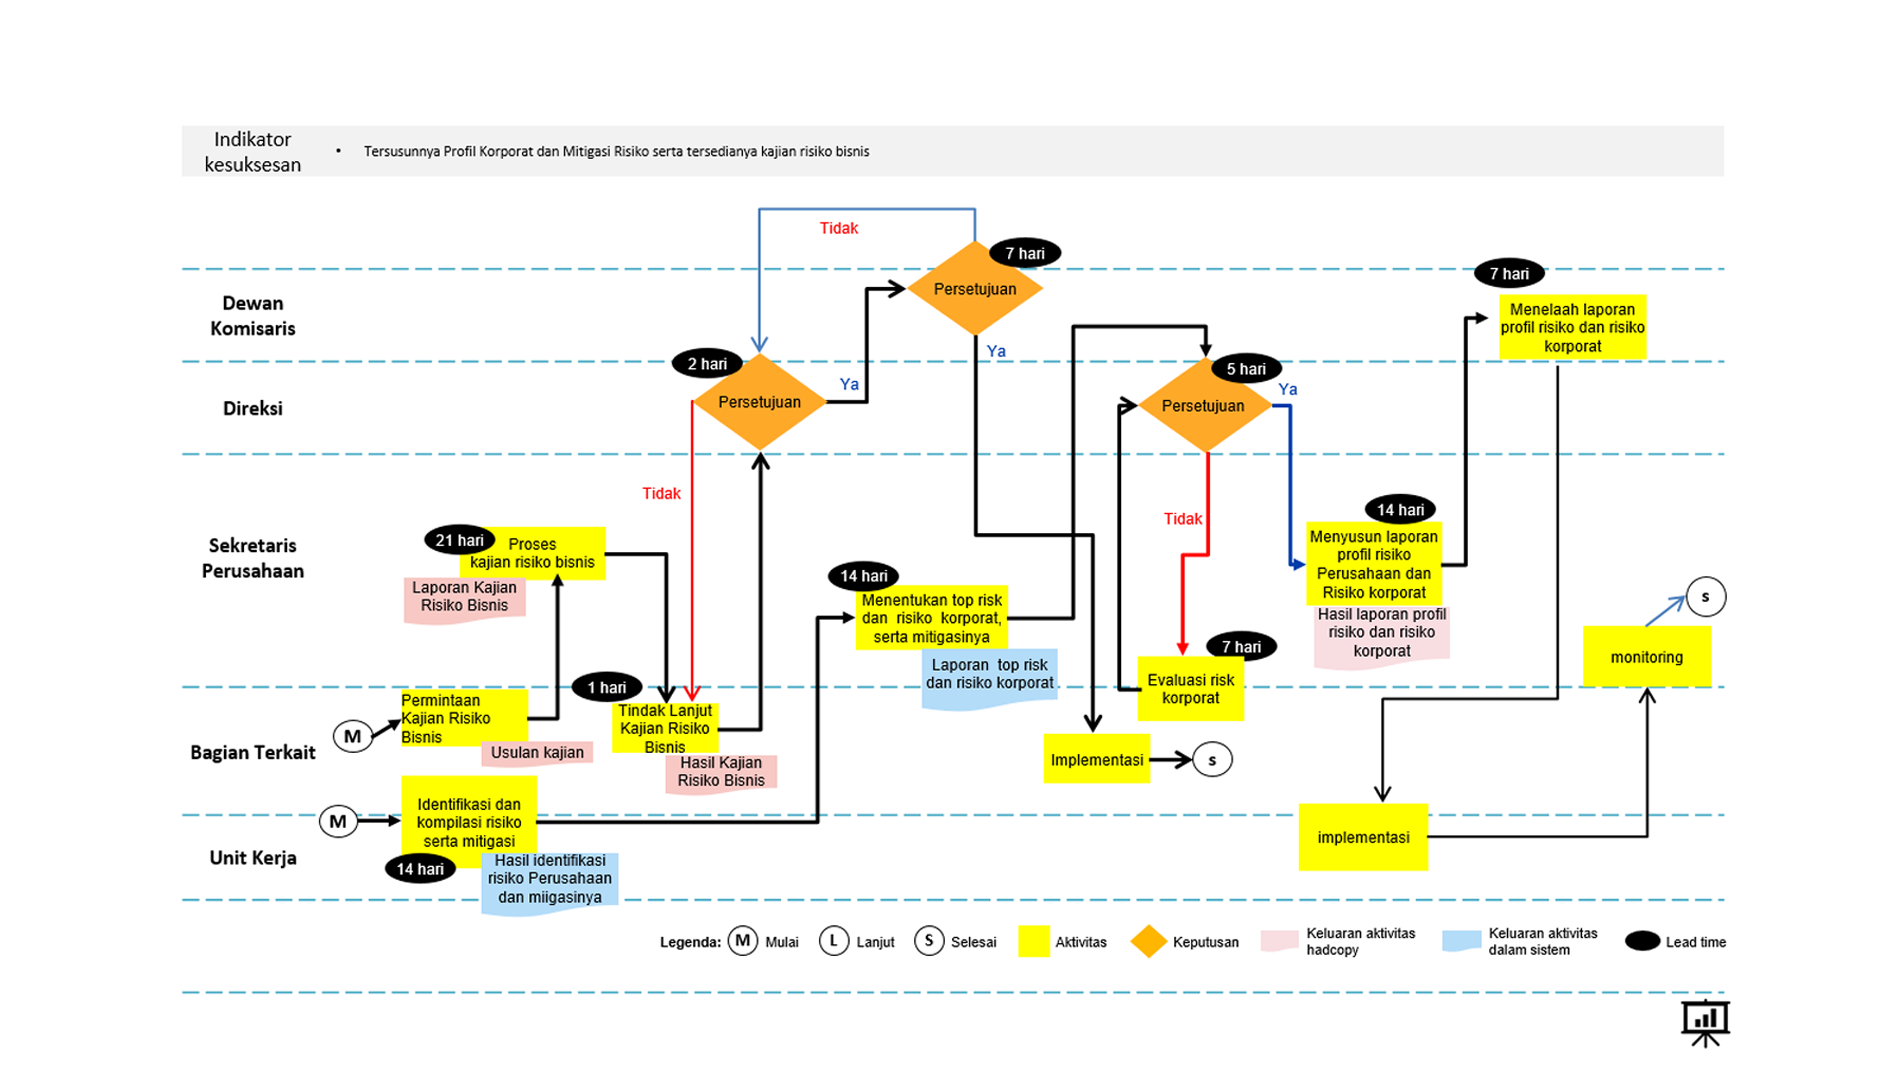 Indikator
kesuksesan
• Tersusunnya Profil Korporat dan Mitigasi Risiko serta tersedianya kajian risiko bisnis
Tidak
7 hari
Persetujuan
Ya
Dewan
Komisaris
7 hari
Menelaah laporan
profil risiko dan risiko
korporat
Direksi
2 hari
Persetujuan
Ya
Tidak
5 hari
Persetujuan
Ya
Tidak
Sekretaris
Perusahaan
21 hari
Proses
kajian risiko bisnis
Laporan Kajian
Risiko Bisnis
14 hari
Menentukan top risk
dan risiko korporat,
serta mitigasinya
Laporan top risk
dan risiko korporat
14 hari
Menyusun laporan
profil risiko
Perusahaan dan
Risiko korporat
Hasil laporan profil
risiko dan risiko
korporat
7 hari
Evaluasi risk
korporat
s
monitoring
Bagian Terkait
M
Permintaan
Kajian Risiko
Bisnis
Usulan kajian
1 hari
Tindak Lanjut
Kajian Risiko
Bisnis
Hasil Kajian
Risiko Bisnis
Implementasi
s
Unit Kerja
M
Identifikasi dan
kompilasi risiko
serta mitigasi
14 hari
Hasil identifikasi
risiko Perusahaan
dan miigasinya
implementasi
Legenda: M Mulai L Lanjut S Selesai Aktivitas Keputusan
Keluaran aktivitas
hadcopy
Keluaran aktivitas
dalam sistem
Lead time